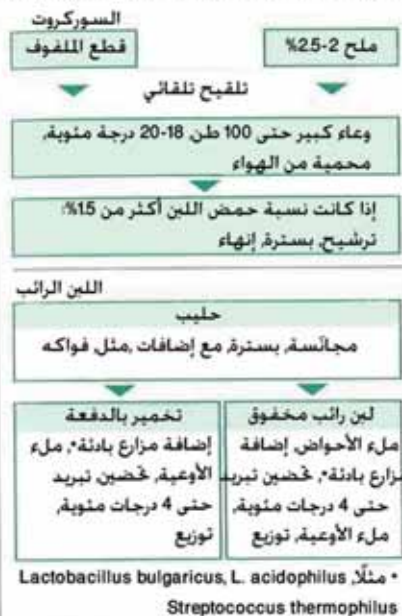 السوركروت
قطع الملفوف
ملح 2-2.5%
تلقيح تلقائي
وعاء كبير حتى 100 طن، 18-20 درجة مئوية،
محمية من الهواء
إذا كانت نسبة حمض اللبن أكثر من 1.5%:
ترشيح، بسترة، إنهاء
اللبن الرائب
حليب
مجانسة، بسترة، مع إضافات ،مثل، فواكه
لبن رائب مخفوق
ملء الأحواض، إضافة
مزارع بادئة*، تحضين تبريد
حتى 4 درجات مئوية،
ملء الأوعية، توزيع
تخمير بالدفعة
إضافة مزارع بادئة*، ملء
الأوعية، تحضين، تبريد
حتى 4 درجات مئوية،
توزيع
* مثلًا، Lactobacillus bulgaricus, L. acidophilus
Streptococcus thermophilus